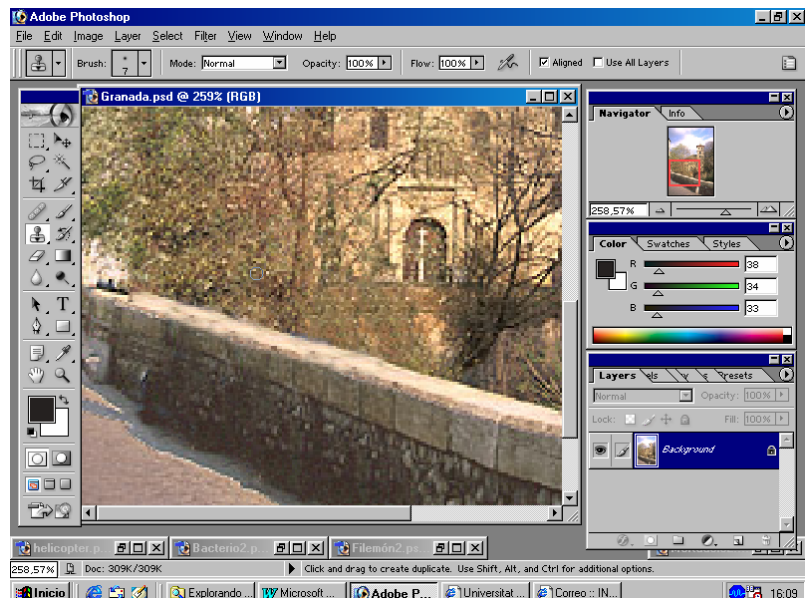 Adobe Photoshop
File Edit Image Layer Select Filter View Window Help
Brush: 7 Mode: Normal Opacity: 100% Flow: 100% Aligned Use All Layers
Granada.psd @ 259% (RGB)
Navigator Info
258,57%
Color Swatches Styles
R 38
G 34
B 33
Layers els s Presets
Normal Opacity: 100%
Lock: Fill: 100%
Background
helicopter.p... Bacterio2.p... Filemón2.ps...
258,57% Doc: 309K/309K Click and drag to create duplicate. Use Shift, Alt, and Ctrl for additional options.
Inicio Explorando ... Microsoft ... Adobe P... Universitat ... Correo :: IN... 16:09